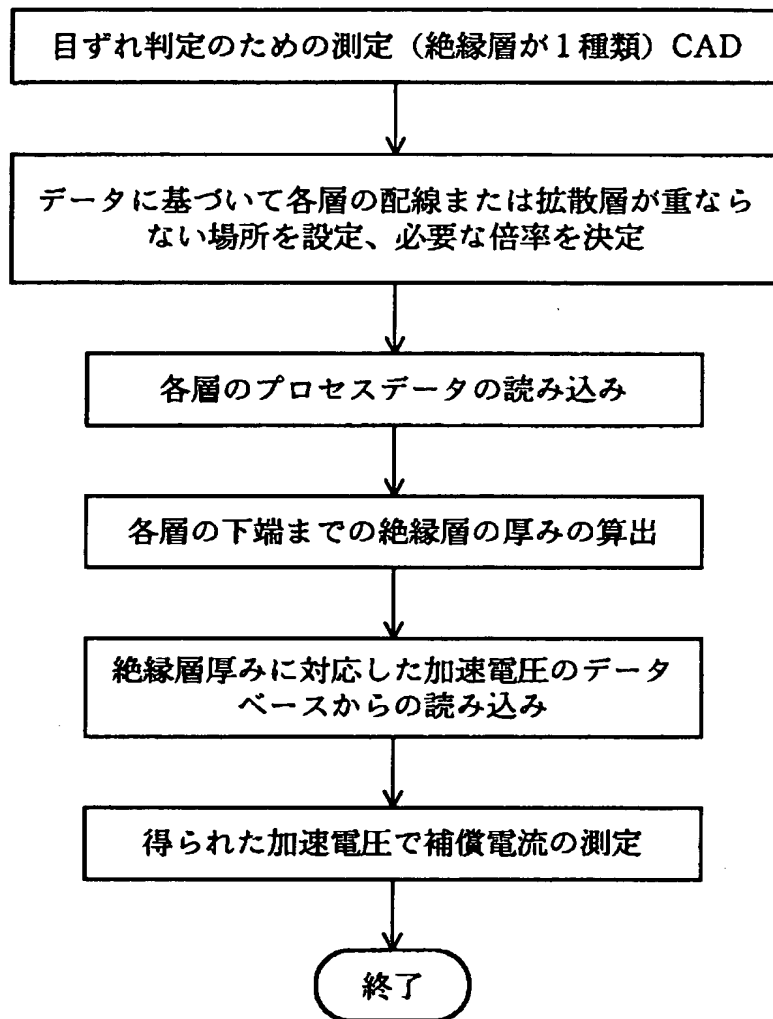 目ずれ判定のための測定（絶縁層が１種類）CAD
データに基づいて各層の配線または拡散層が重なら
ない場所を設定、必要な倍率を決定
各層のプロセスデータの読み込み
各層の下端までの絶縁層の厚みの算出
絶縁層厚みに対応した加速電圧のデータ
ベースからの読み込み
得られた加速電圧で補償電流の測定
終了